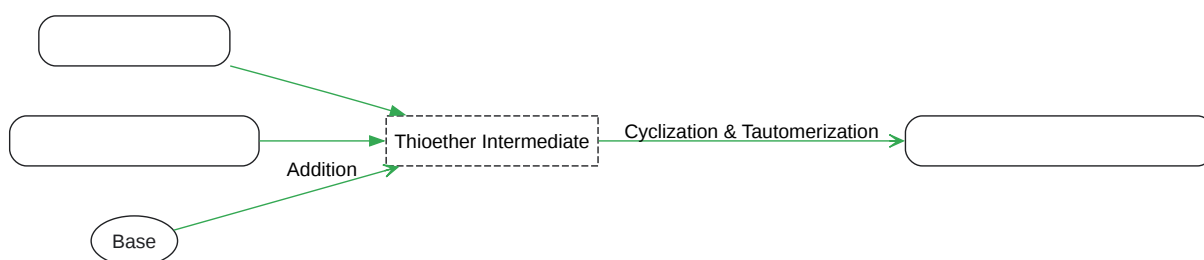 Thioether Intermediate
Cyclization & Tautomerization
Addition
Base